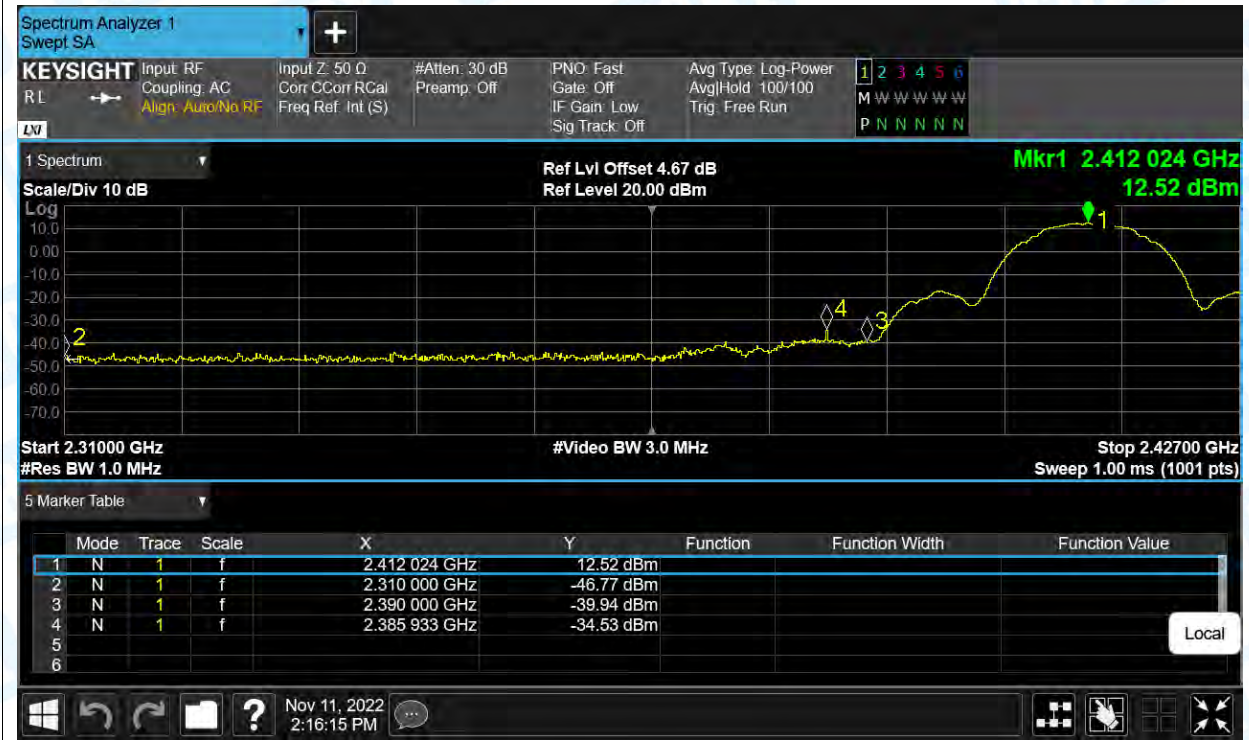 Spectrum Analyzer 1
Swept SA
+
KEYSIGHT Input: RF Input Z: 50 Ω #Atten: 30 dB PNO: Fast Avg Type: Log-Power 1 2 3 4 5 6
R L Coupling: AC Corr CCorr RCal Preamp: Off Gate: Off Avg|Hold: 100/100 M W W W W W W
Align: Auto/No RF Freq Ref: Int (S) IF Gain: Low Trig: Free Run
LXI Sig Track: Off P N N N N N N
1 Spectrum Ref Lvl Offset 4.67 dB Mkr1 2.412 024 GHz
Scale/Div 10 dB Ref Level 20.00 dBm 12.52 dBm
Log
10.0 1
0.00
-10.0
-20.0
-30.0 4 3
-40.0 2
-50.0
-60.0
-70.0
Start 2.31000 GHz #Video BW 3.0 MHz Stop 2.42700 GHz
#Res BW 1.0 MHz Sweep 1.00 ms (1001 pts)
5 Marker Table
Mode Trace Scale X Y Function Function Width Function Value
1 N 1 f 2.412 024 GHz 12.52 dBm
2 N 1 f 2.310 000 GHz -46.77 dBm
3 N 1 f 2.390 000 GHz -39.94 dBm
4 N 1 f 2.385 933 GHz -34.53 dBm
5
6
Local
? Nov 11, 2022
2:16:15 PM